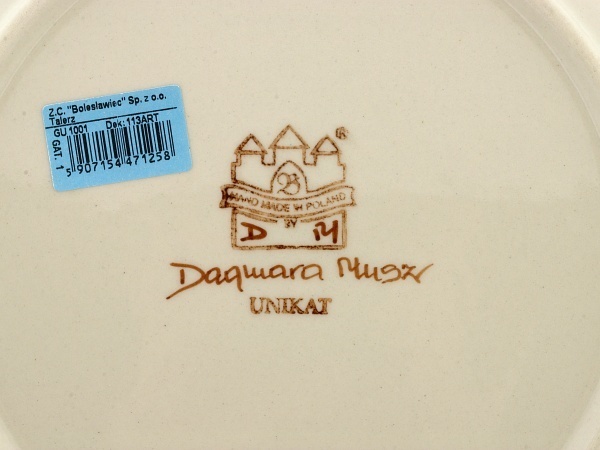 Z.C. "Bolesławiec" Sp. z o.o.
Talerz
GU 1001 Dek: 113ART
GAT. 1
5 907154 471258
®
B
HAND MADE IN POLAND
BY
D M
Dagmara Musz
UNIKAT